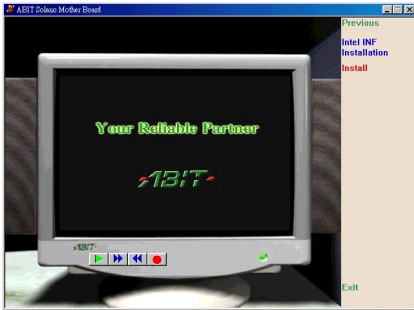 ABIT Solano Mother Board
Previous
Intel INF
Installation
Install
Your Reliable Partner
ABIT
ABIT
Exit